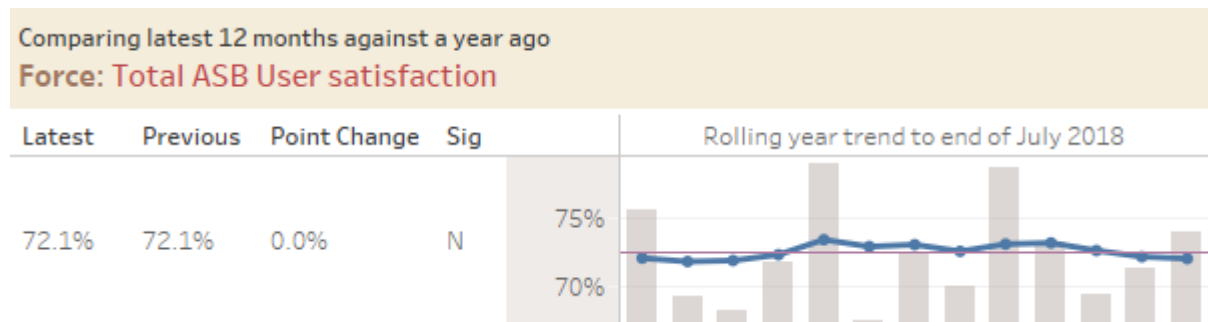 Comparing latest 12 months against a year ago
Force: Total ASB User satisfaction
Latest Previous Point Change Sig Rolling year trend to end of July 2018
75%
72.1% 72.1% 0.0% N
70%